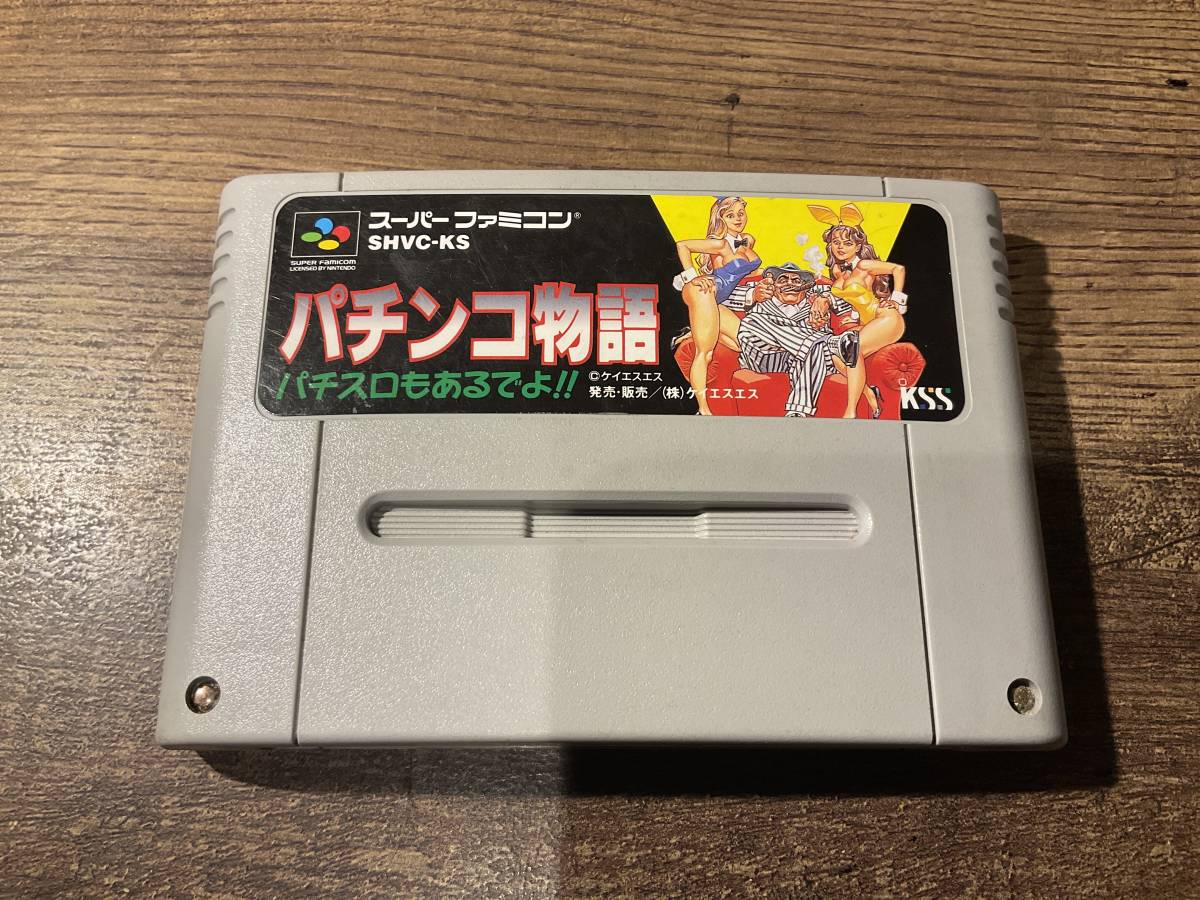 スーパーファミコン®
SHVC-KS
SUPER FAMICOM
LICENSED BY NINTENDO
パチンコ物語
パチスロもあるでよ!!
©ケイエスエス
発売・販売/(株)ケイエスエス
KSS